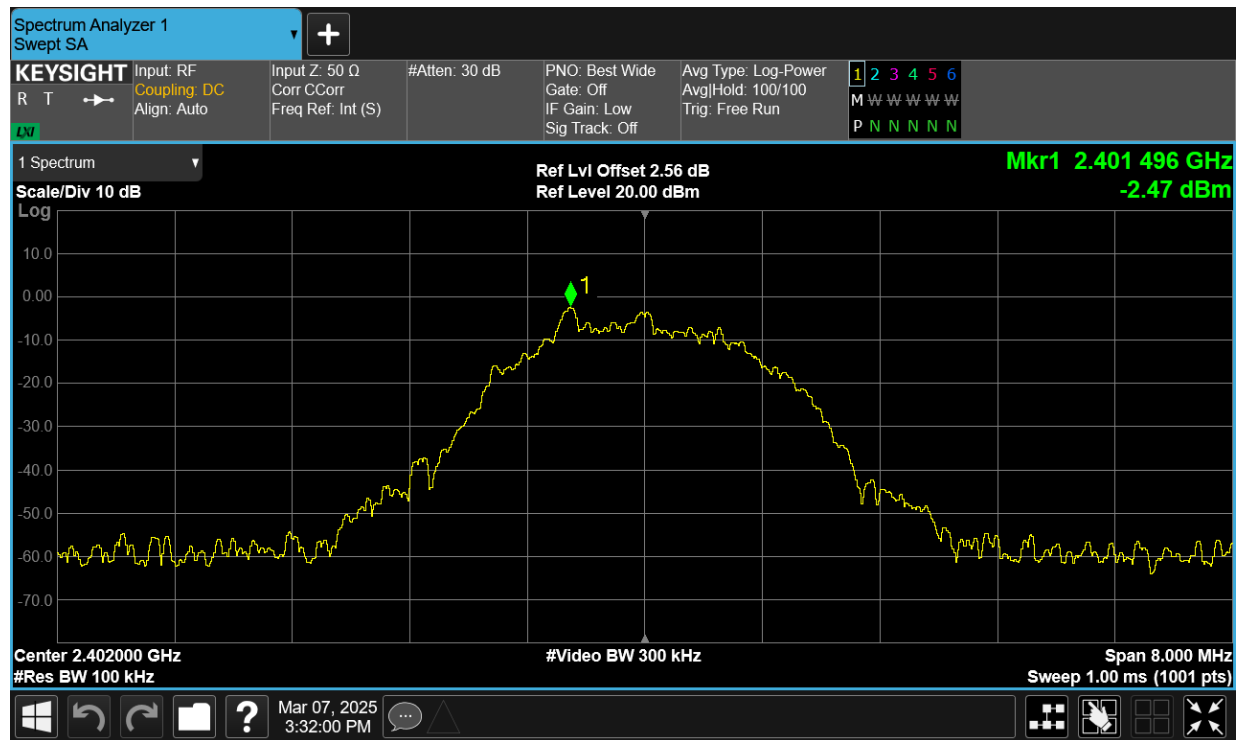 Spectrum Analyzer 1
Swept SA
KEYSIGHT
R T
LXI
Input: RF
Coupling: DC
Align: Auto
Input Z: 50 Ω
Corr CCorr
Freq Ref: Int (S)
#Atten: 30 dB
PNO: Best Wide
Gate: Off
IF Gain: Low
Sig Track: Off
Avg Type: Log-Power
Avg|Hold: 100/100
Trig: Free Run
1 2 3 4 5 6
M W W W W W
P N N N N N
1 Spectrum
Scale/Div 10 dB
Log
Ref Lvl Offset 2.56 dB
Ref Level 20.00 dBm
Mkr1 2.401 496 GHz
-2.47 dBm
10.0
0.00
-10.0
-20.0
-30.0
-40.0
-50.0
-60.0
-70.0
1
Center 2.402000 GHz
#Res BW 100 kHz
#Video BW 300 kHz
Span 8.000 MHz
Sweep 1.00 ms (1001 pts)
?
Mar 07, 2025
3:32:00 PM